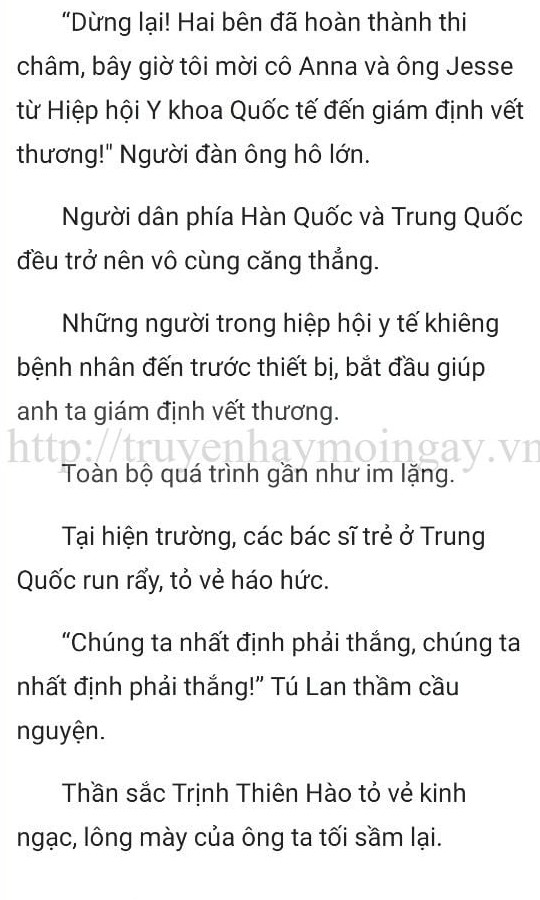 “Dừng lại! Hai bên đã hoàn thành thi
châm, bây giờ tôi mời cô Anna và ông Jesse
từ Hiệp hội Y khoa Quốc tế đến giám định vết
thương!" Người đàn ông hô lớn.
Người dân phía Hàn Quốc và Trung Quốc
đều trở nên vô cùng căng thẳng.
Những người trong hiệp hội y tế khiêng
bệnh nhân đến trước thiết bị, bắt đầu giúp
anh ta giám định vết thương.
http://truyenhaymoingay.vn
Toàn bộ quá trình gần như im lặng.
Tại hiện trường, các bác sĩ trẻ ở Trung
Quốc run rẩy, tỏ vẻ háo hức.
“Chúng ta nhất định phải thắng, chúng ta
nhất định phải thắng!” Tú Lan thầm cầu
nguyện.
Thần sắc Trịnh Thiên Hào tỏ vẻ kinh
ngạc, lông mày của ông ta tối sầm lại.